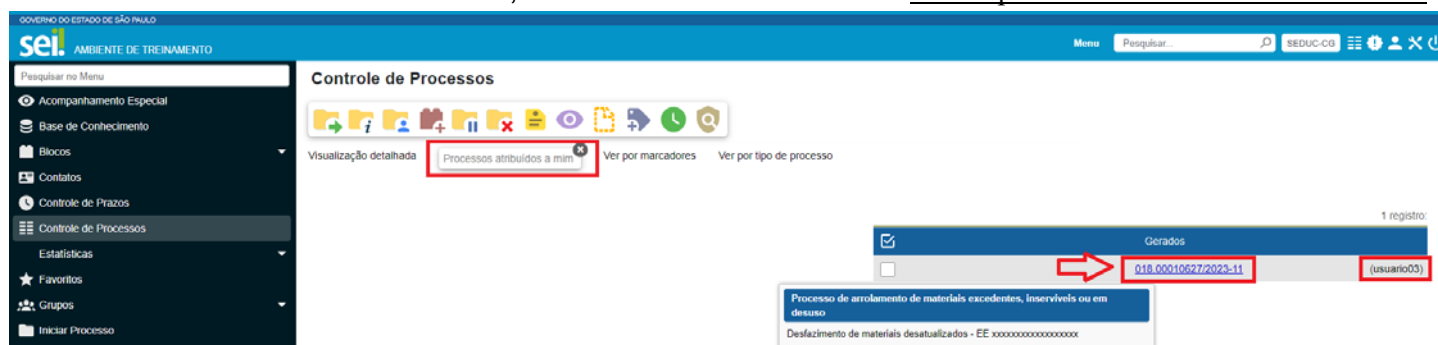 GOVERNO DO ESTADO DE SÃO PAULO
sei! AMBIENTE DE TREINAMENTO
Menu Pesquisar... SEDUC-CG
Pesquisar no Menu
Acompanhamento Especial
Base de Conhecimento
Blocos
Contatos
Controle de Prazos
Controle de Processos
Estatísticas
Favoritos
Grupos
Iniciar Processo
Controle de Processos
Visualização detalhada Processos atribuídos a mim Ver por marcadores Ver por tipo de processo
1 registro:
Gerados
018.00010627/2023-11 (usuario03)
Processo de arrolamento de materiais excedentes, inservíveis ou em
desuso
Desfazimento de materiais desatualizados - EE xxxxxxxxxxxxxxxxxx